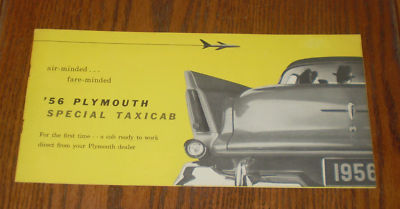 air-minded...
fare-minded
'56 PLYMOUTH
SPECIAL TAXICAB
For the first time . . a cab ready to work
direct from your Plymouth dealer
1956